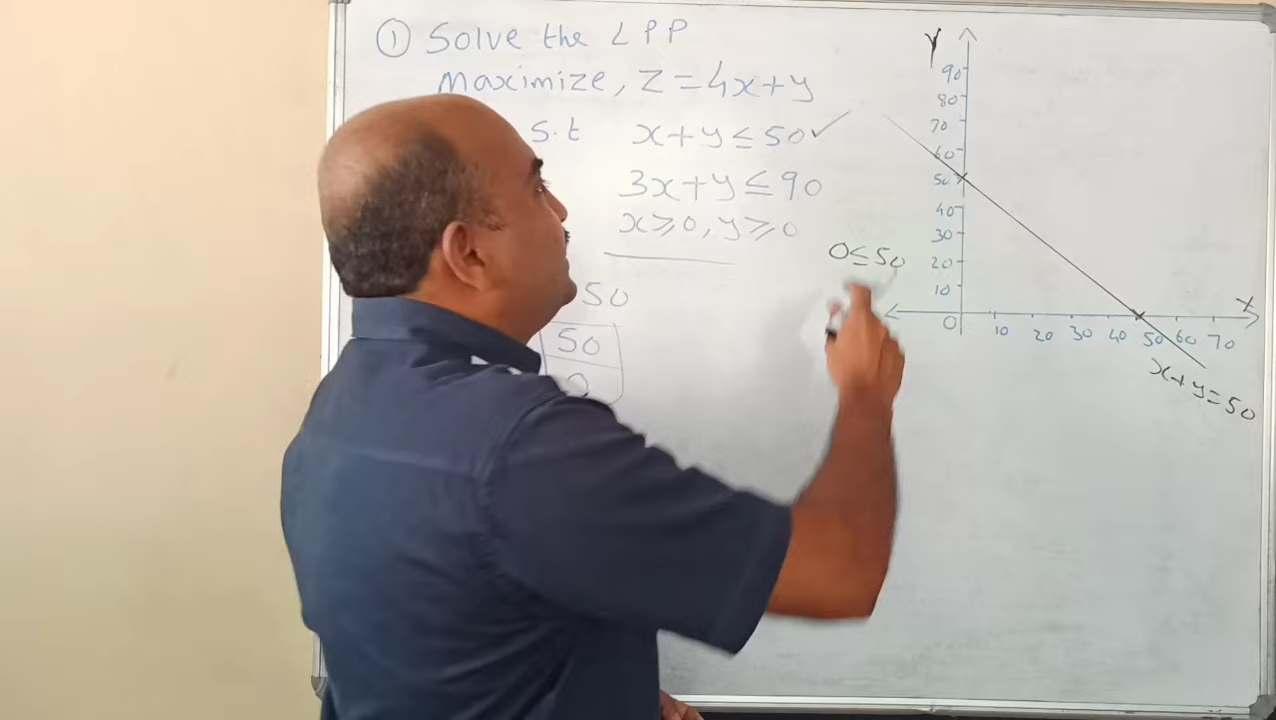 ① Solve the LPP
Maximize, Z = 4x+y
s.t x+y ≤ 50 ✓
3x+y ≤ 90
x ≥ 0, y ≥ 0
50
50
0
0 ≤ 50
Y
90
80
70
60
50
40
30
20
10
0 10 20 30 40 50 60 70
X
x+y=50